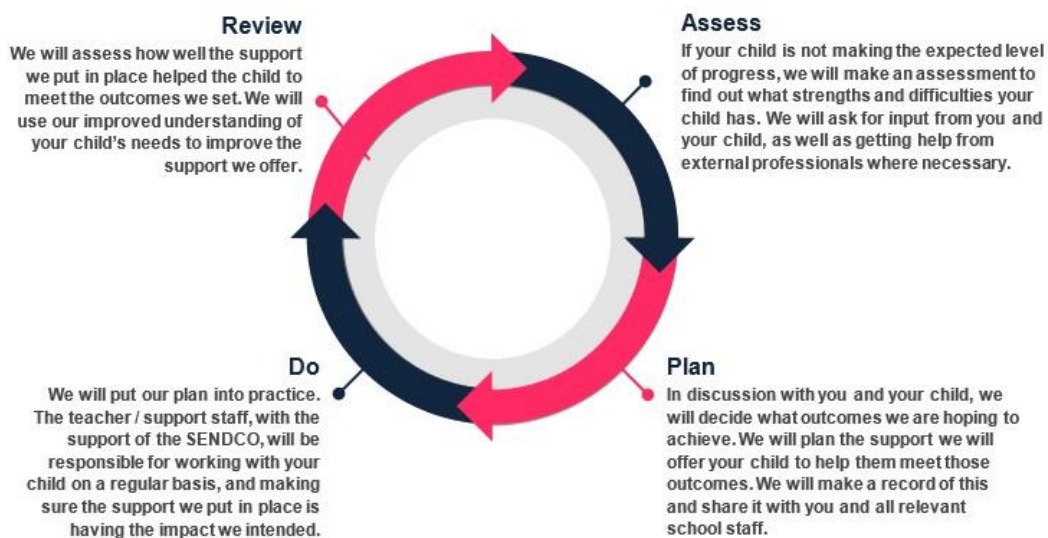 Review
We will assess how well the support
we put in place helped the child to
meet the outcomes we set. We will
use our improved understanding of
your child's needs to improve the
support we offer.
Assess
If your child is not making the expected level
of progress, we will make an assessment to
find out what strengths and difficulties your
child has. We will ask for input from you and
your child, as well as getting help from
external professionals where necessary.
Do
We will put our plan into practice.
The teacher / support staff, with the
support of the SENDCO, will be
responsible for working with your
child on a regular basis, and making
sure the support we put in place is
having the impact we intended.
Plan
In discussion with you and your child, we
will decide what outcomes we are hoping to
achieve. We will plan the support we will
offer your child to help them meet those
outcomes. We will make a record of this
and share it with you and all relevant
school staff.